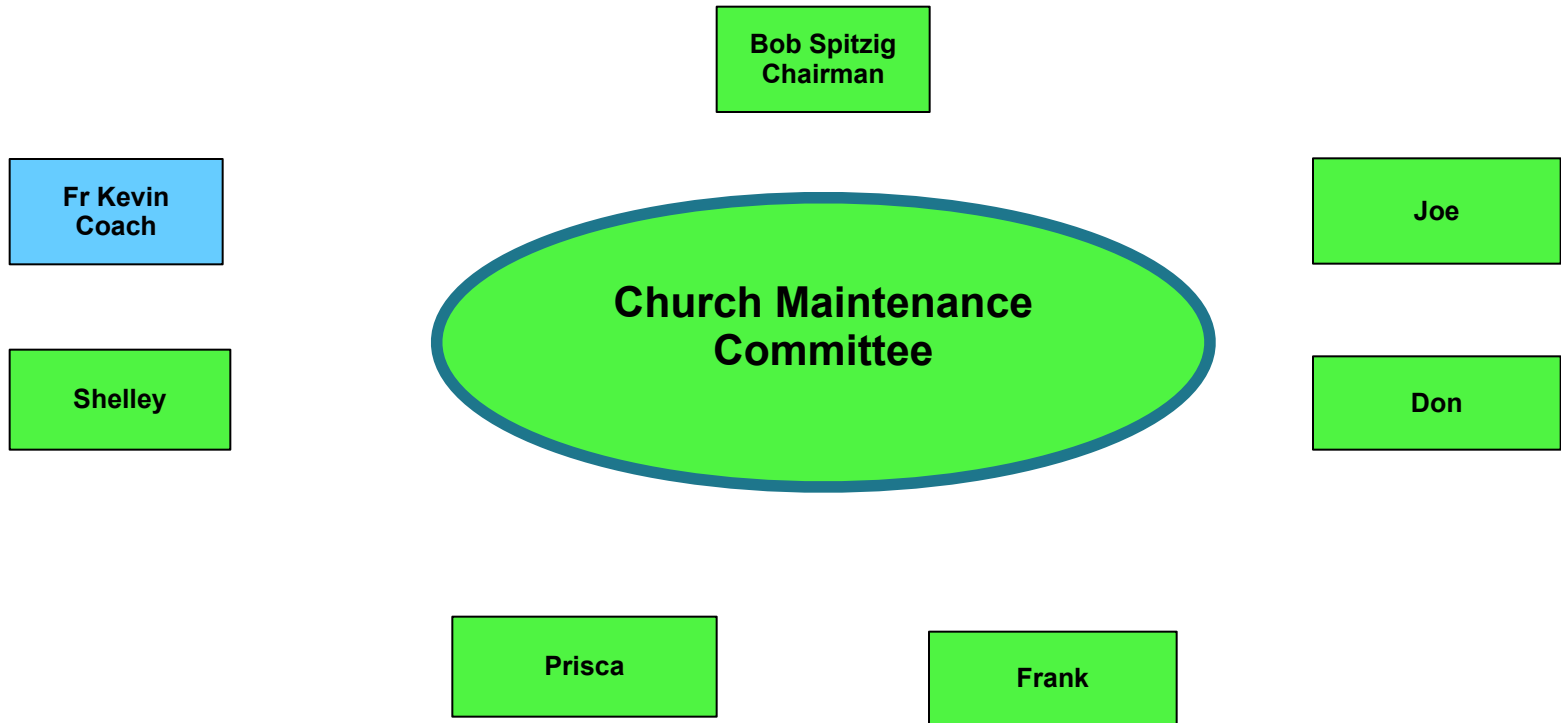 Bob Spitzig
Chairman
Fr Kevin
Coach
Joe
Church Maintenance
Committee
Shelley
Don
Prisca
Frank